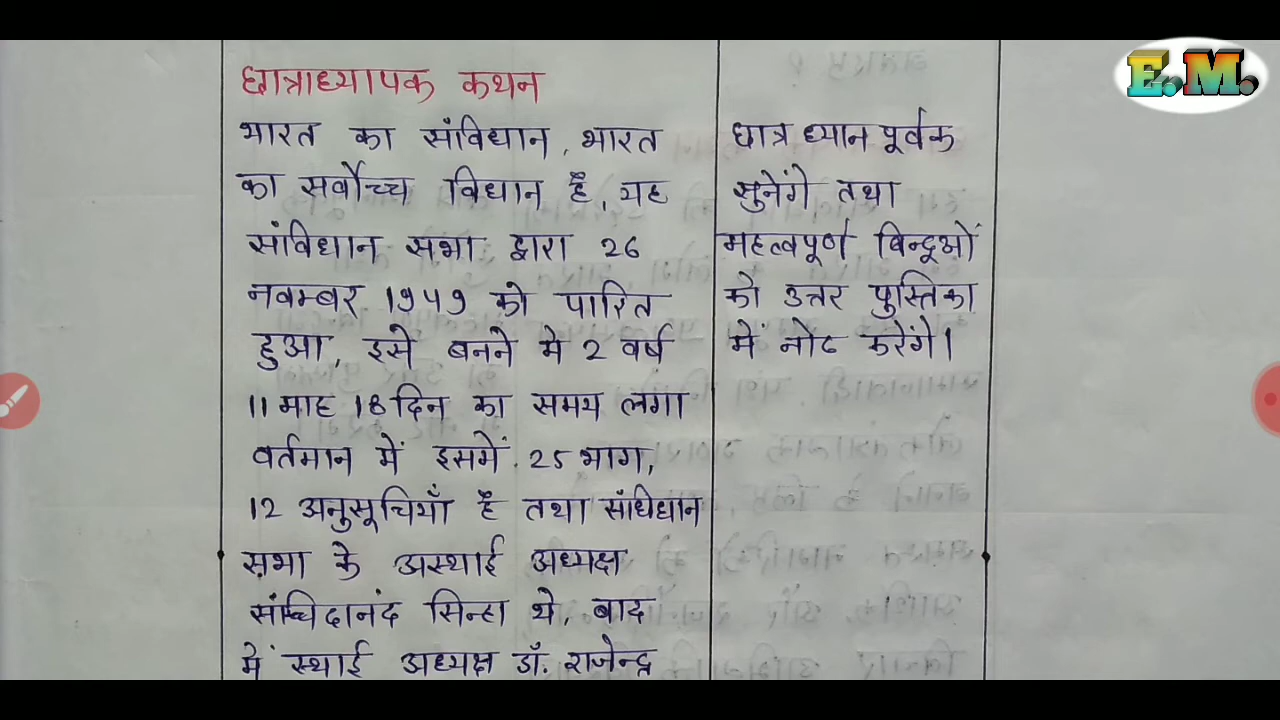 E.M.
छात्राध्यापक कथन
भारत का संविधान, भारत
का सर्वोच्च विधान है, यह
संविधान सभा द्वारा 26
नवम्बर 1949 को पारित
हुआ, इसे बनने मे 2 वर्ष
11 माह 18 दिन का समय लगा
वर्तमान में इसमें 25 भाग,
12 अनुसूचियाँ है तथा संविधान
सभा के अस्थाई अध्यक्ष
सच्चिदानंद सिन्हा थे, बाद
में स्थाई अध्यक्ष डॉ. राजेन्द्र
छात्र ध्यान पूर्वक
सुनेंगे तथा
महत्वपूर्ण बिन्दूओं
को उत्तर पुस्तिका
में नोट करेंगे।